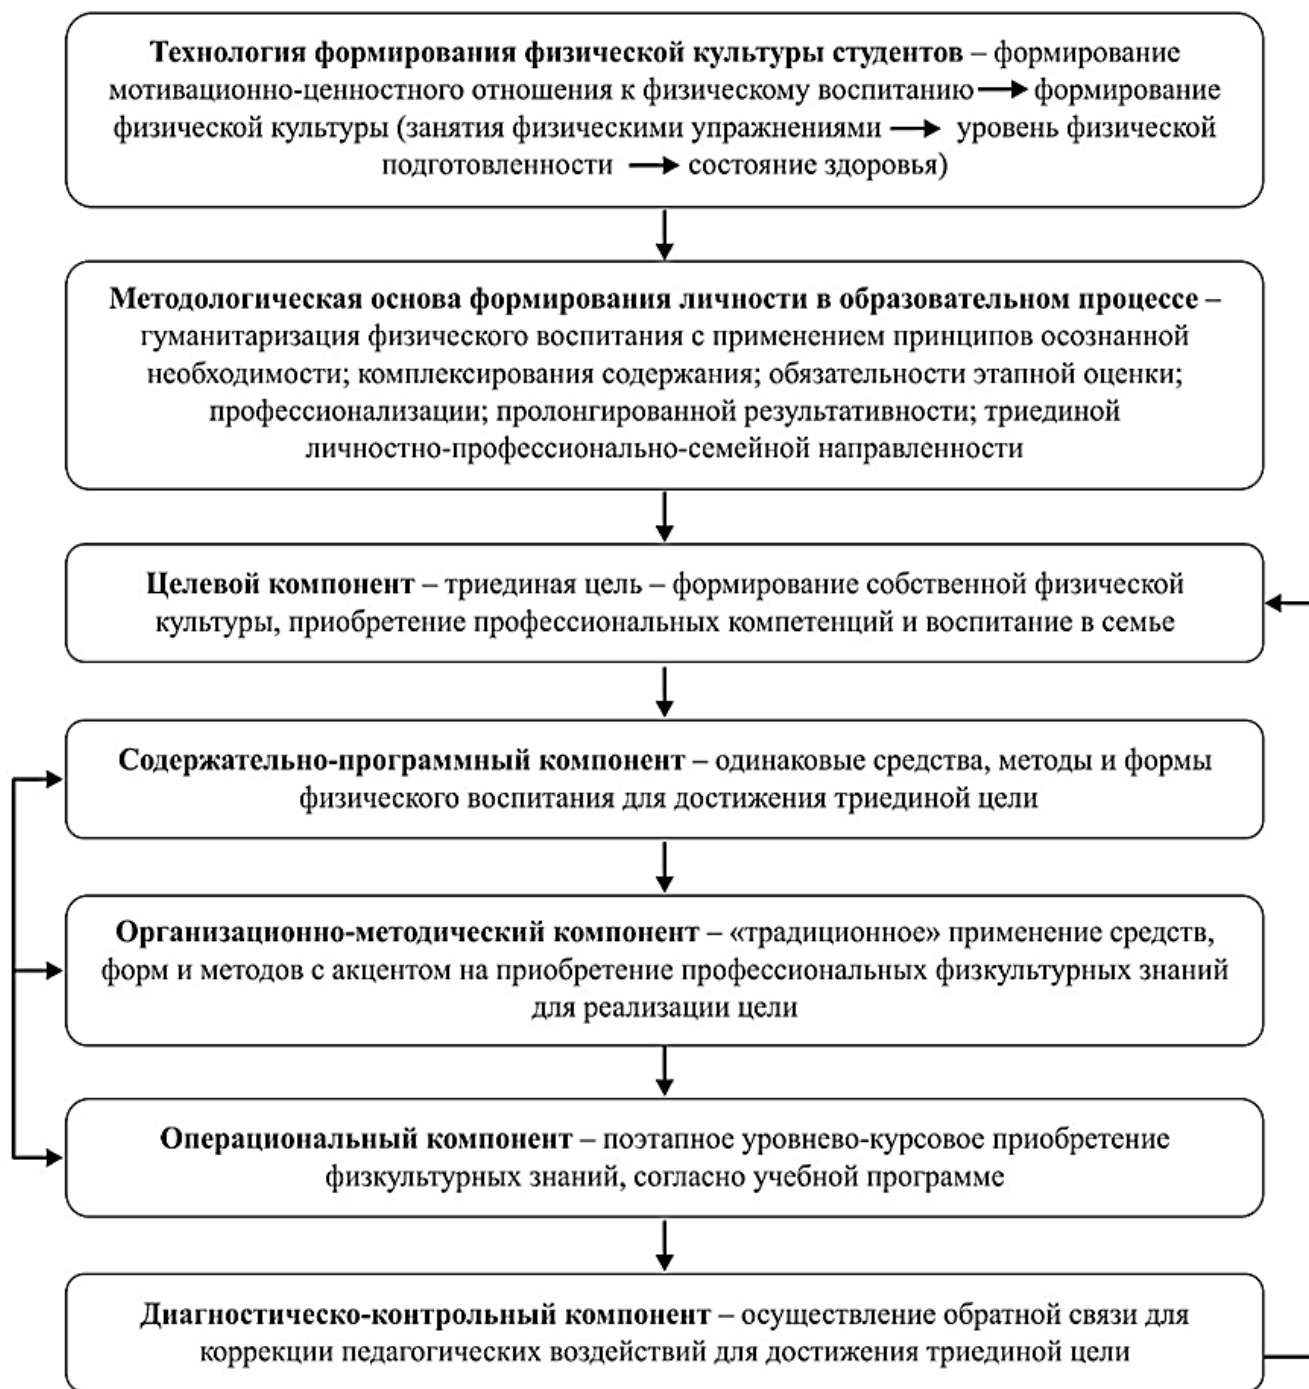 Технология формирования физической культуры студентов – формирование
мотивационно-ценностного отношения к физическому воспитанию → формирование
физической культуры (занятия физическими упражнениями → уровень физической
подготовленности → состояние здоровья)
Методологическая основа формирования личности в образовательном процессе –
гуманитаризация физического воспитания с применением принципов осознанной
необходимости; комплексирования содержания; обязательности этапной оценки;
профессионализации; пролонгированной результативности; триединой
личностно-профессионально-семейной направленности
Целевой компонент – триединая цель – формирование собственной физической
культуры, приобретение профессиональных компетенций и воспитание в семье
Содержательно-программный компонент – одинаковые средства, методы и формы
физического воспитания для достижения триединой цели
Организационно-методический компонент – «традиционное» применение средств,
форм и методов с акцентом на приобретение профессиональных физкультурных знаний
для реализации цели
Операциональный компонент – поэтапное уровнево-курсовое приобретение
физкультурных знаний, согласно учебной программе
Диагностическо-контрольный компонент – осуществление обратной связи для
коррекции педагогических воздействий для достижения триединой цели